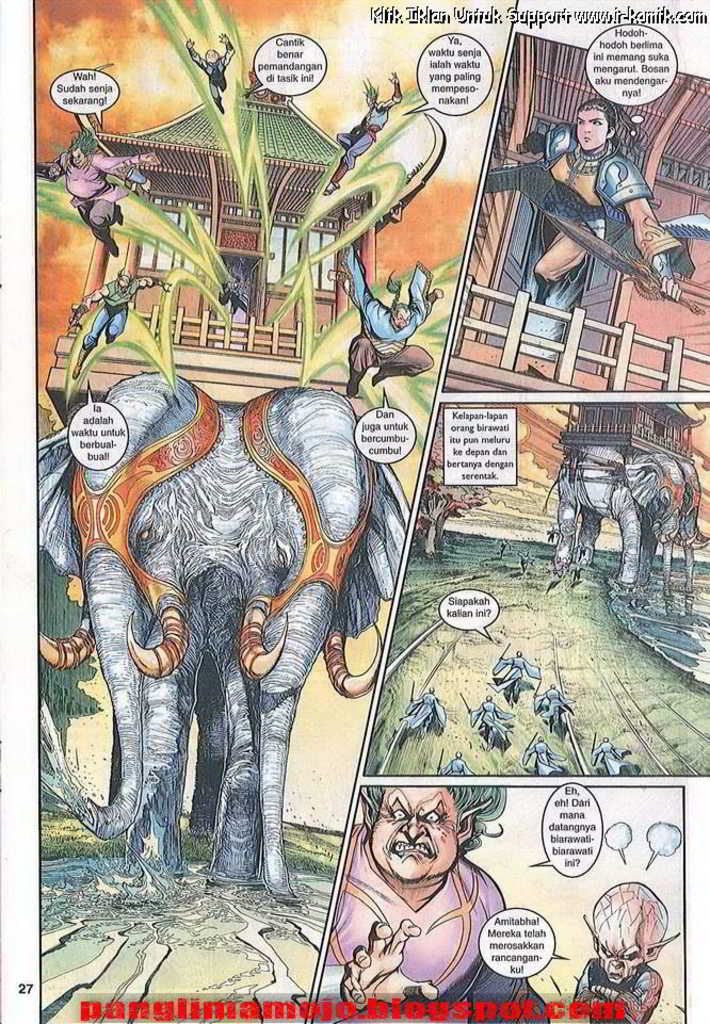 Klik Iklan Untuk Support www.ir-komik.com
Wah!
Sudah senja
sekarang!
Cantik
benar
pemandangan
di tasik ini!
Ya,
waktu senja
ialah waktu
yang paling
mempeso-
nakan!
Hodoh-
hodoh berlima
ini memang suka
mengarut. Bosan
aku mendengar-
nya!
Ia
adalah
waktu untuk
berbual-
bual!
Dan
juga untuk
bercumbu-
cumbu!
Kelapan-lapan
orang birawati
itu pun meluru
ke depan dan
bertanya dengan
serentak.
Siapakah
kalian ini?
Eh,
eh! Dari
mana
datangnya
biarawati-
biarawati
ini?
Amitabha!
Mereka telah
merosakkan
rancangan-
ku!
27
panglimamojo.blogspot.com